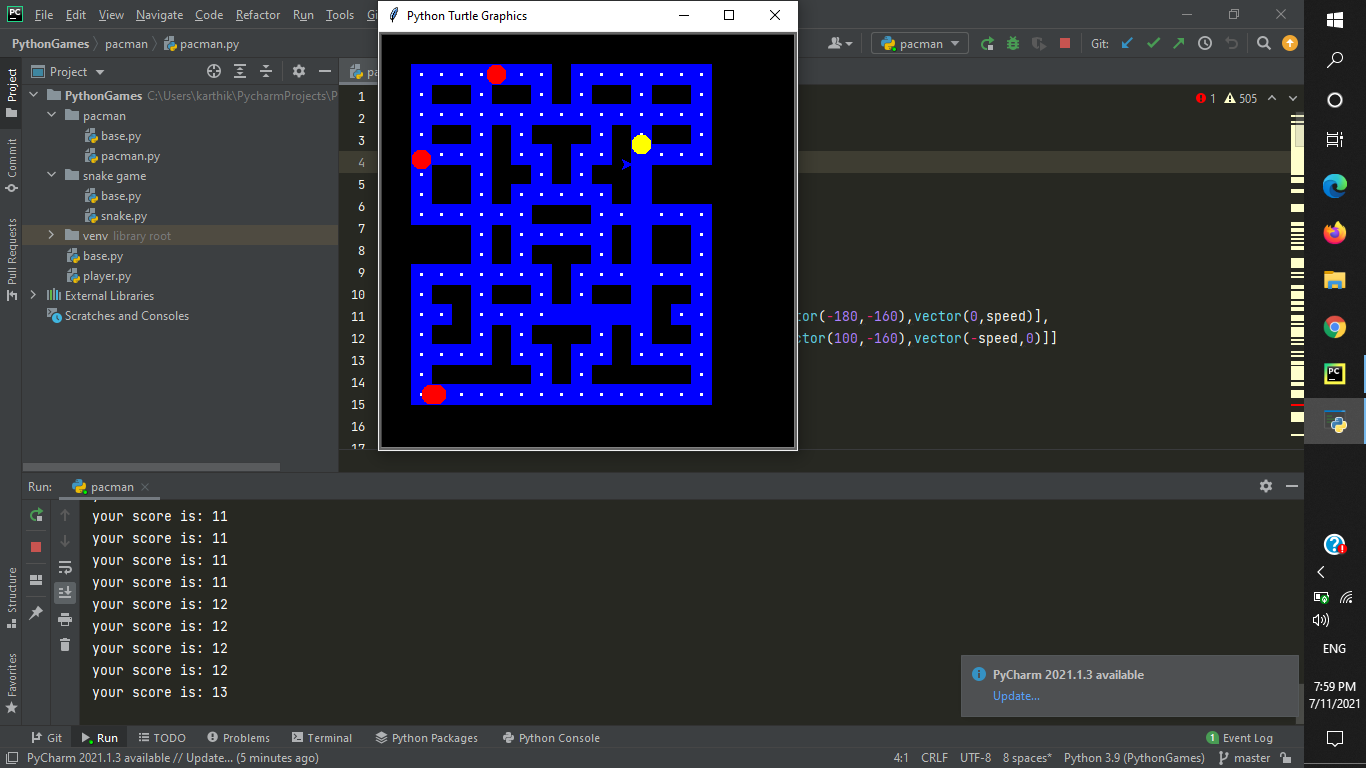 File Edit View Navigate Code Refactor Run Tools
Python Turtle Graphics
PythonGames pacman pacman.py
pacman
Git:
Project
Commit
Pull Requests
Structure
Favorites
Project
PythonGames C:\Users\karthik\PycharmProjects\P
pacman
base.py
pacman.py
snake game
base.py
snake.py
venv library root
base.py
player.py
External Libraries
Scratches and Consoles
1
2
3
4
5
6
7
8
9
10
11
12
13
14
15
16
17
1 505
tor(-180,-160),vector(0,speed)],
tor(100,-160),vector(-speed,0)]]
Run: pacman
your score is: 11
your score is: 11
your score is: 11
your score is: 11
your score is: 12
your score is: 12
your score is: 12
your score is: 12
your score is: 13
PyCharm 2021.1.3 available
Update...
Git Run TODO Problems Terminal Python Packages Python Console
1 Event Log
PyCharm 2021.1.3 available // Update... (5 minutes ago)
4:1 CRLF UTF-8 8 spaces* Python 3.9 (PythonGames) master
ENG
7:59 PM
7/11/2021